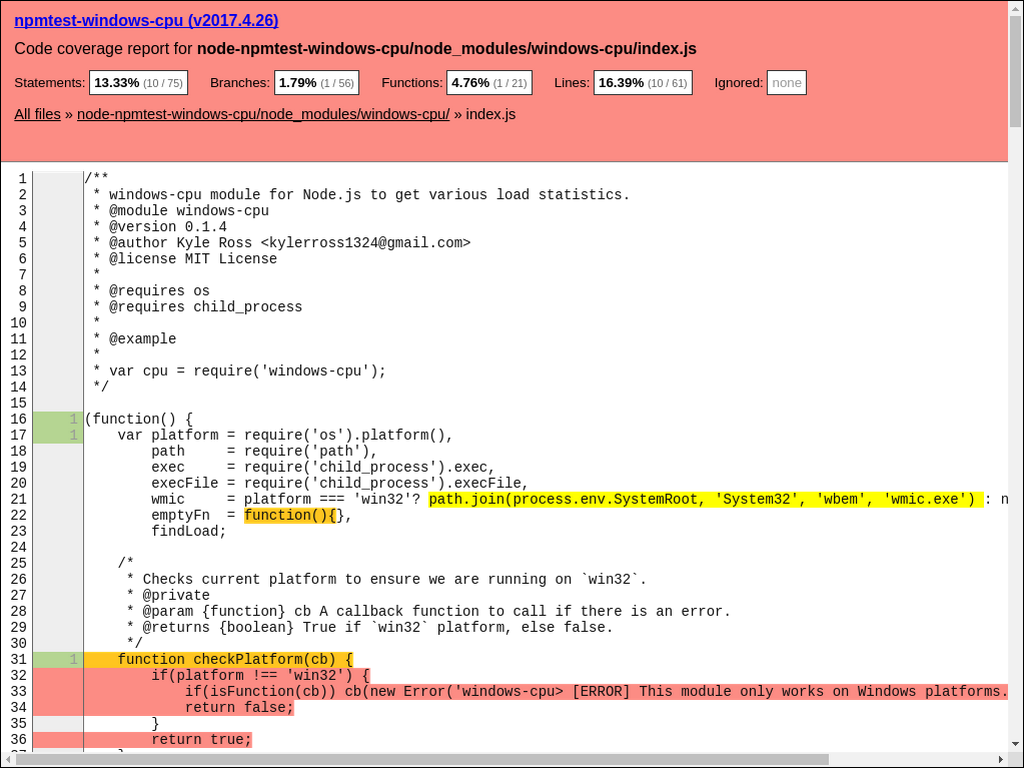 npmtest-windows-cpu (v2017.4.26)
Code coverage report for node-npmtest-windows-cpu/node_modules/windows-cpu/index.js
Statements: 13.33% (10 / 75) Branches: 1.79% (1 / 56) Functions: 4.76% (1 / 21) Lines: 16.39% (10 / 61) Ignored: none
All files » node-npmtest-windows-cpu/node_modules/windows-cpu/ » index.js
1 /**
2 * windows-cpu module for Node.js to get various load statistics.
3 * @module windows-cpu
4 * @version 0.1.4
5 * @author Kyle Ross <kylerross1324@gmail.com>
6 * @license MIT License
7 *
8 * @requires os
9 * @requires child_process
10 *
11 * @example
12 *
13 * var cpu = require('windows-cpu');
14 */
15
16 1 (function() {
17 1 var platform = require('os').platform(),
18 path = require('path'),
19 exec = require('child_process').exec,
20 execFile = require('child_process').execFile,
21 wmic = platform === 'win32'? path.join(process.env.SystemRoot, 'System32', 'wbem', 'wmic.exe') : n
22 emptyFn = function(){},
23 findLoad;
24
25 /*
26 * Checks current platform to ensure we are running on `win32`.
27 * @private
28 * @param {function} cb A callback function to call if there is an error.
29 * @returns {boolean} True if `win32` platform, else false.
30 */
31 1 function checkPlatform(cb) {
32 if(platform !== 'win32') {
33 if(isFunction(cb)) cb(new Error('windows-cpu> [ERROR] This module only works on Windows platforms.
34 return false;
35 }
36 return true;